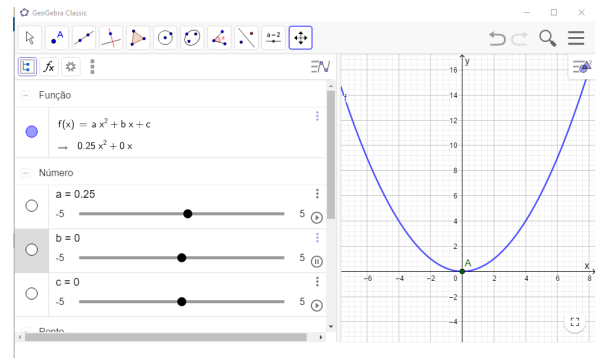 GeoGebra Classic
a=2
Função
f(x) = a x² + b x + c
→ 0.25 x² + 0 x
Número
a = 0.25
-5 5
b = 0
-5 5
c = 0
-5 5
Ponto
y
16
14
12
10
8
6
4
2
-2
-4
-6 -4 -2 0 2 4 6 8
x
A
f